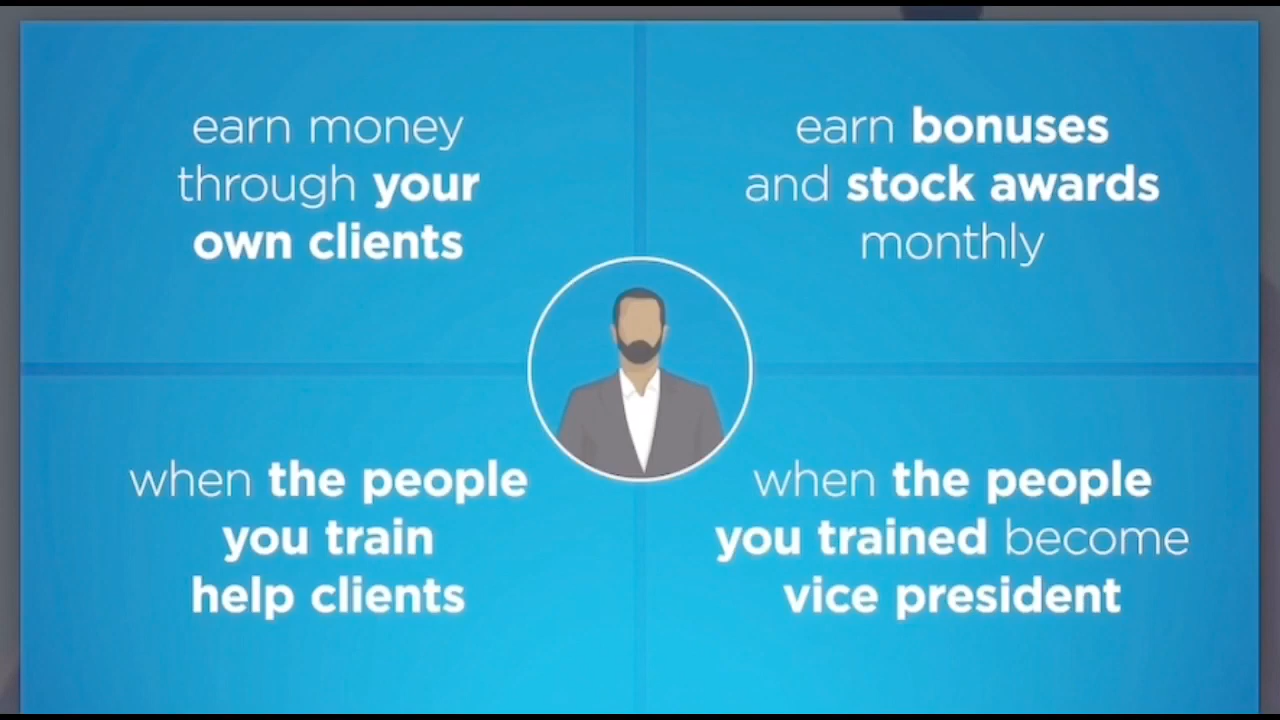 earn money
through your
own clients
earn bonuses
and stock awards
monthly
when the people
you train
help clients
when the people
you trained become
vice president